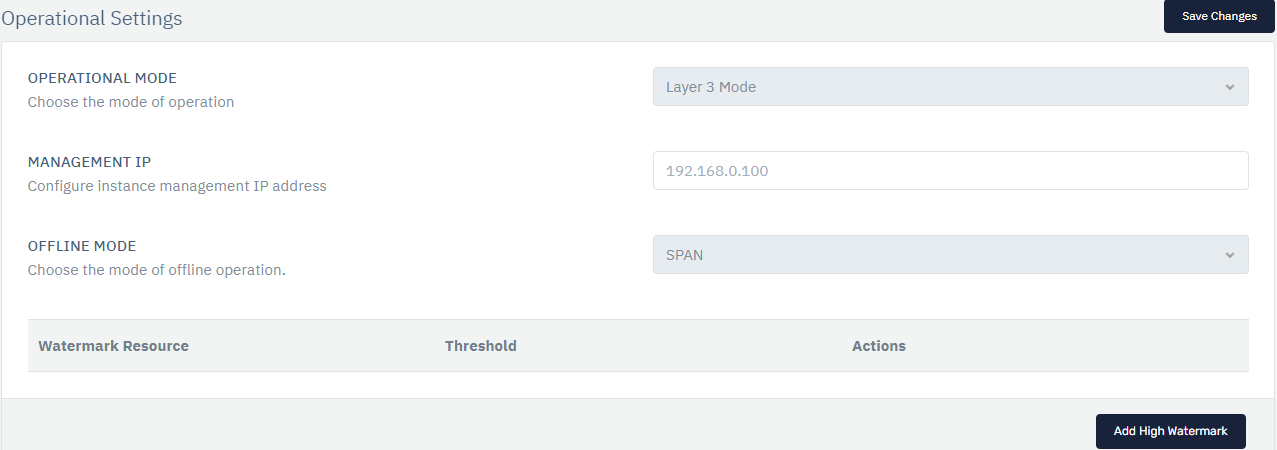 Operational Settings
Save Changes
OPERATIONAL MODE
Choose the mode of operation
Layer 3 Mode
MANAGEMENT IP
Configure instance management IP address
192.168.0.100
OFFLINE MODE
Choose the mode of offline operation.
SPAN
Watermark Resource Threshold Actions
Add High Watermark